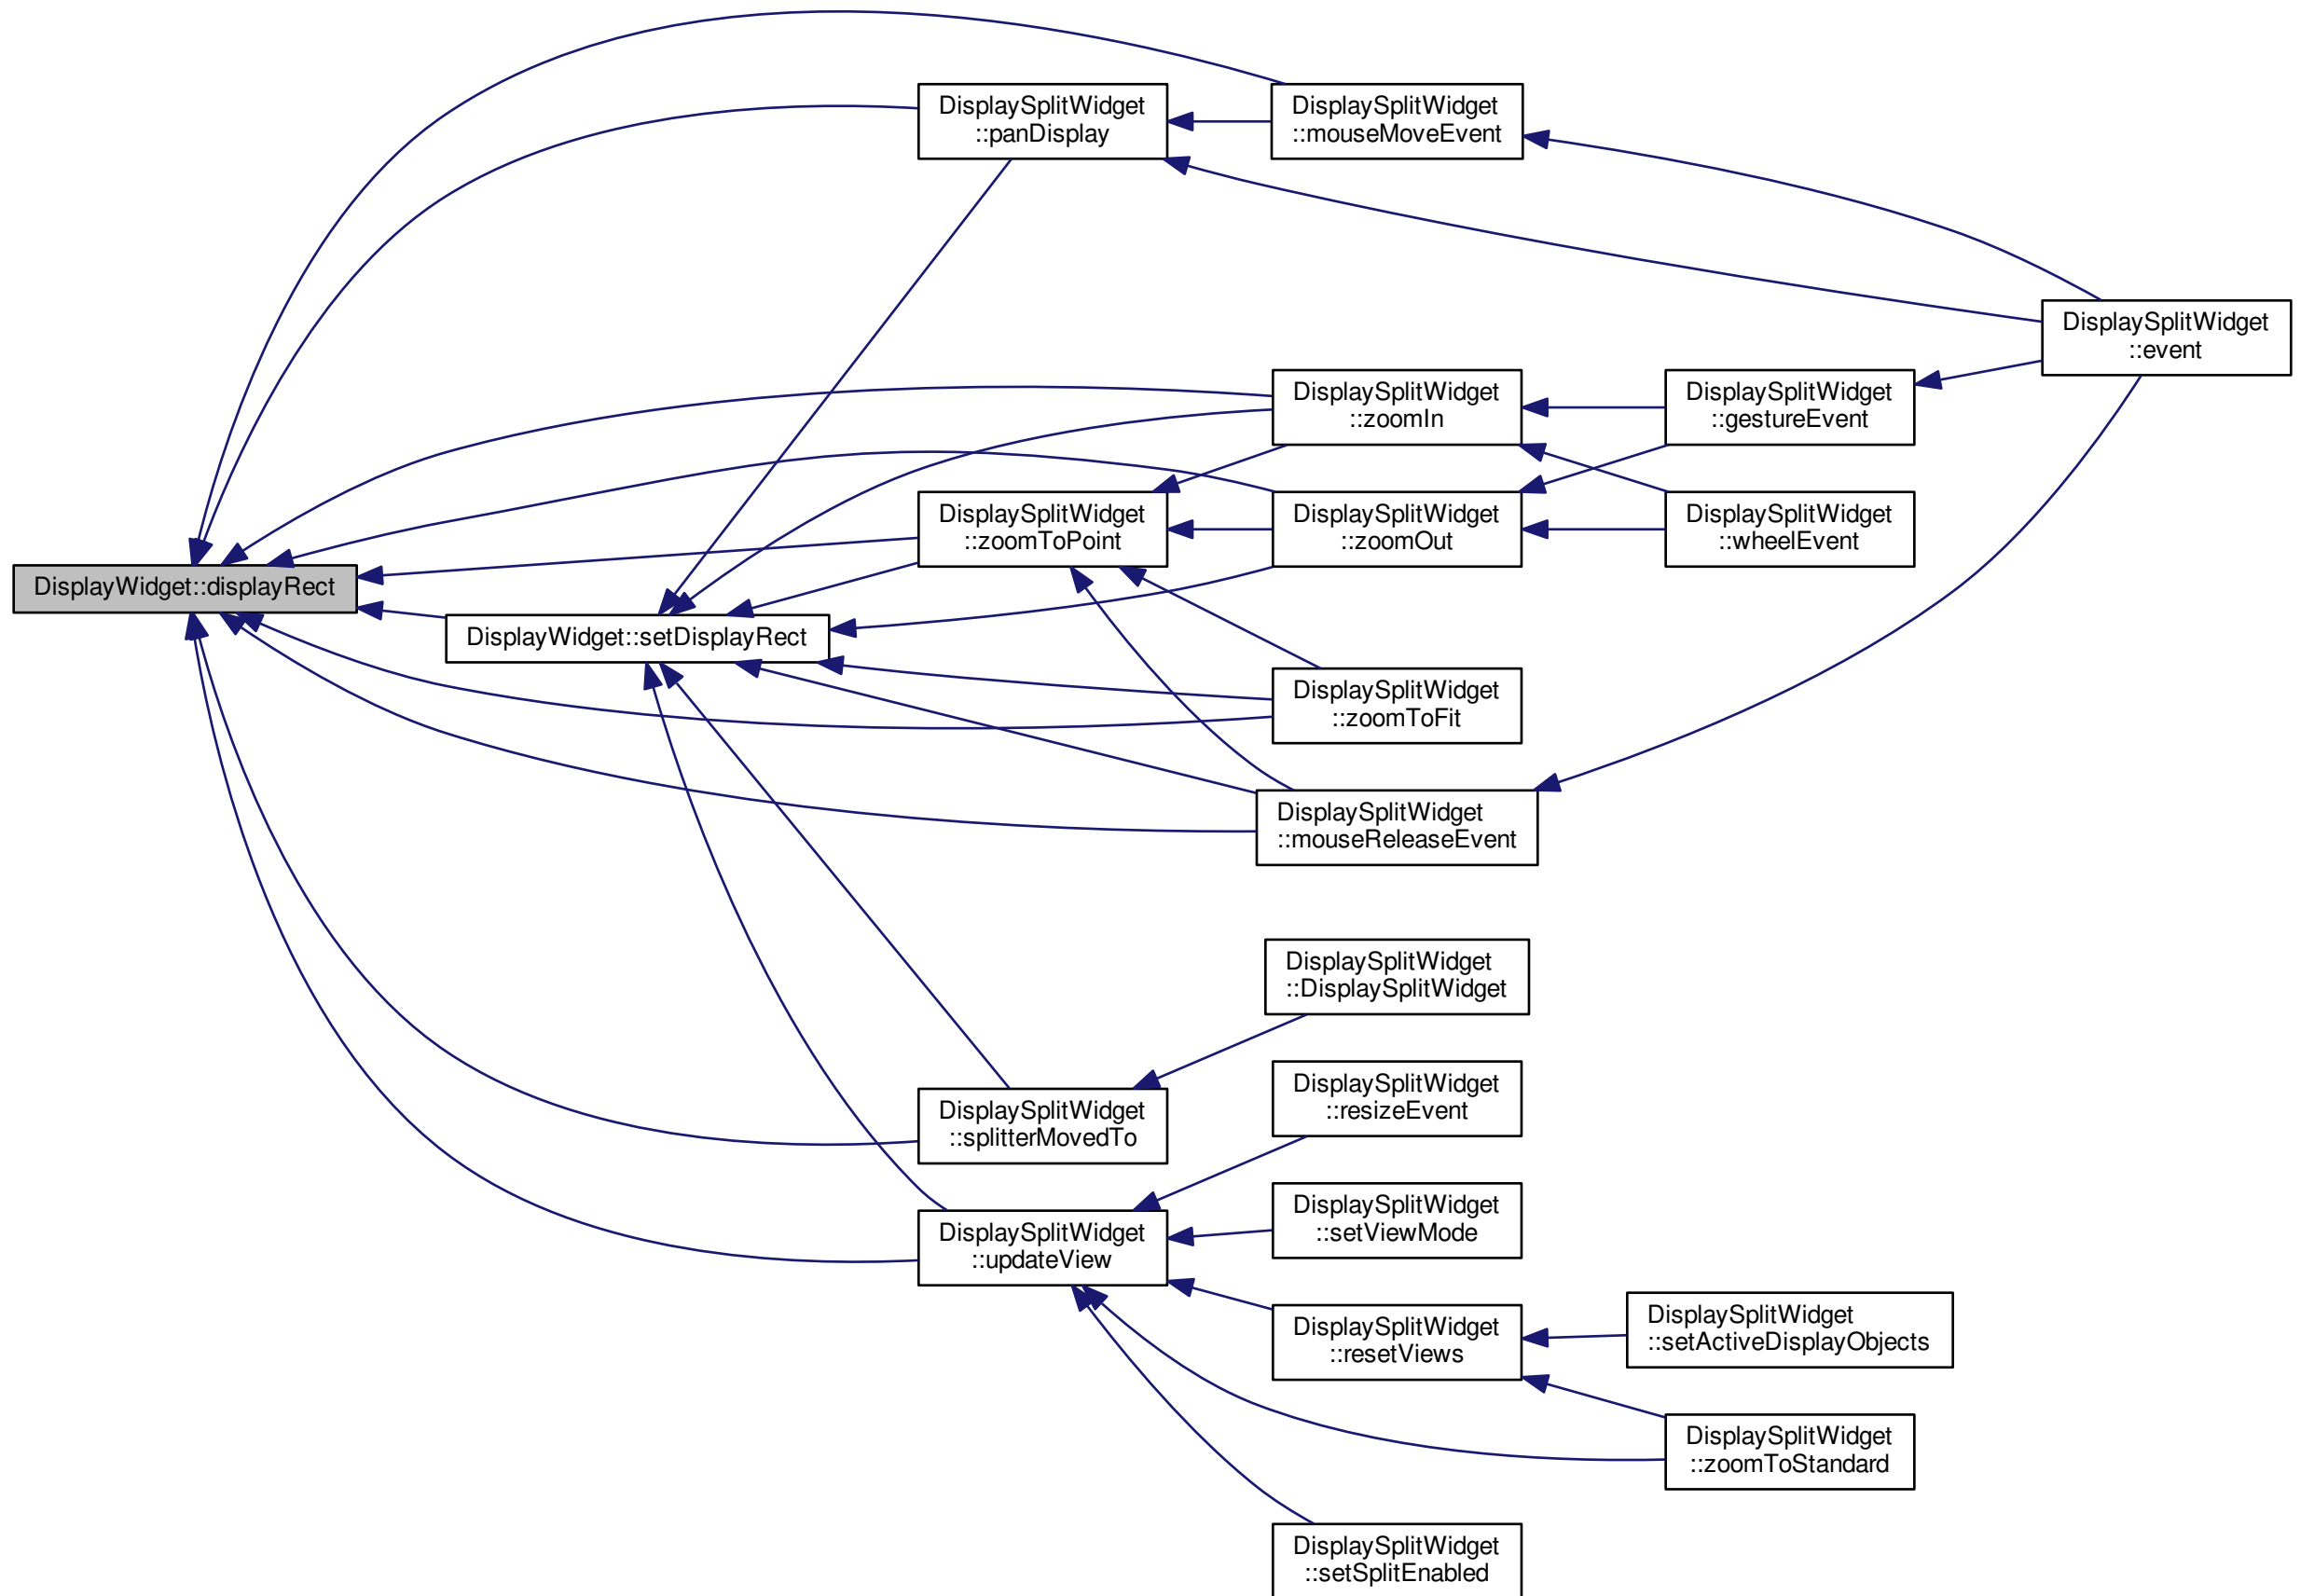 DisplaySplitWidget
::panDisplay
DisplaySplitWidget
::mouseMoveEvent
DisplaySplitWidget
::event
DisplaySplitWidget
::zoomIn
DisplaySplitWidget
::gestureEvent
DisplaySplitWidget
::zoomToPoint
DisplaySplitWidget
::zoomOut
DisplaySplitWidget
::wheelEvent
DisplayWidget::displayRect
DisplayWidget::setDisplayRect
DisplaySplitWidget
::zoomToFit
DisplaySplitWidget
::mouseReleaseEvent
DisplaySplitWidget
::DisplaySplitWidget
DisplaySplitWidget
::splitterMovedTo
DisplaySplitWidget
::resizeEvent
DisplaySplitWidget
::updateView
DisplaySplitWidget
::setViewMode
DisplaySplitWidget
::resetViews
DisplaySplitWidget
::setActiveDisplayObjects
DisplaySplitWidget
::zoomToStandard
DisplaySplitWidget
::setSplitEnabled